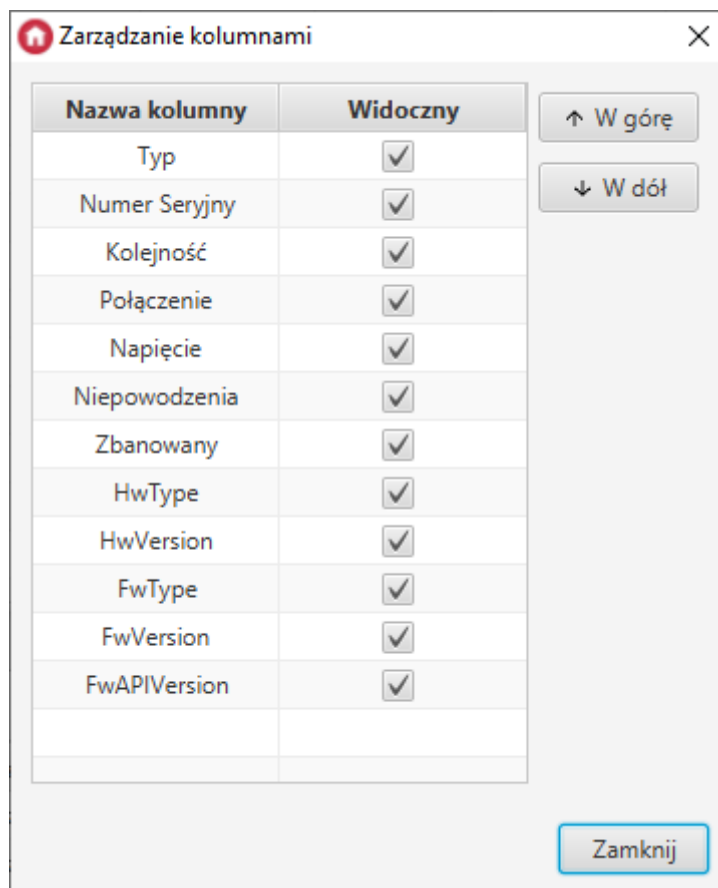 Zarządzanie kolumnami
Nazwa kolumny Widoczny
Typ
Numer Seryjny
Kolejność
Połączenie
Napięcie
Niepowodzenia
Zbanowany
HwType
HwVersion
FwType
FwVersion
FwAPIVersion
W górę
W dół
Zamknij